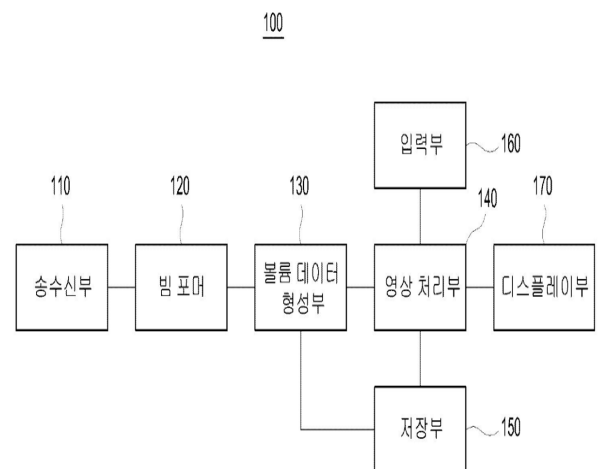 100
입력부
160
110
120
130
140
170
송수신부
빔 포머
볼륨 데이터
형성부
영상 처리부
디스플레이부
저장부
150